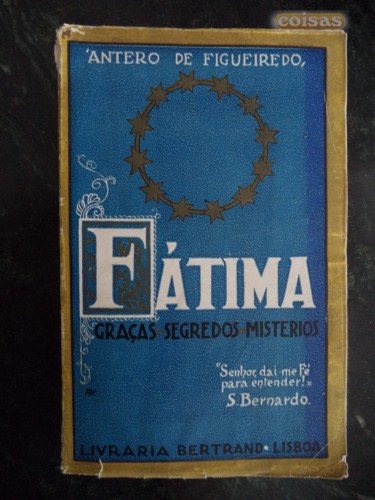 coisas
ANTERO DE FIGUEIREDO,
FÁTIMA
GRAÇAS SEGREDOS MISTERIOS
"Senhor, dai-me Fé
para entender!"
S. Bernardo.
LIVRARIA BERTRAND • LISBOA